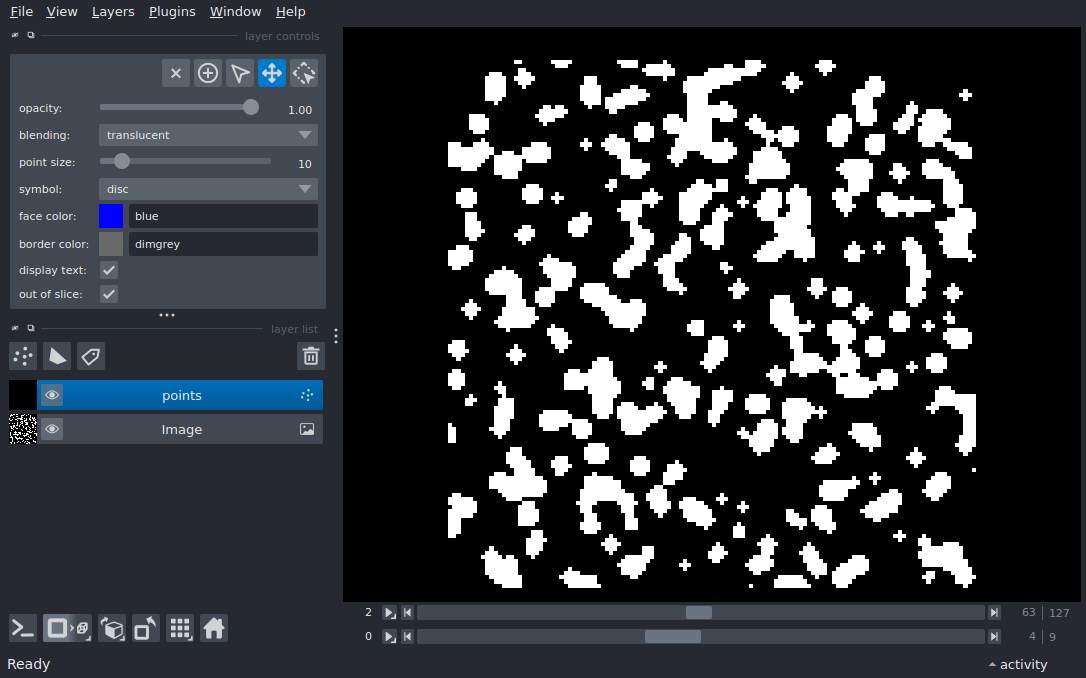 File View Layers Plugins Window Help
layer controls
opacity: 1.00
blending: translucent
point size: 10
symbol: disc
face color: blue
border color: dimgrey
display text:
out of slice:
layer list
points
Image
2 63 127
0 4 9
Ready activity